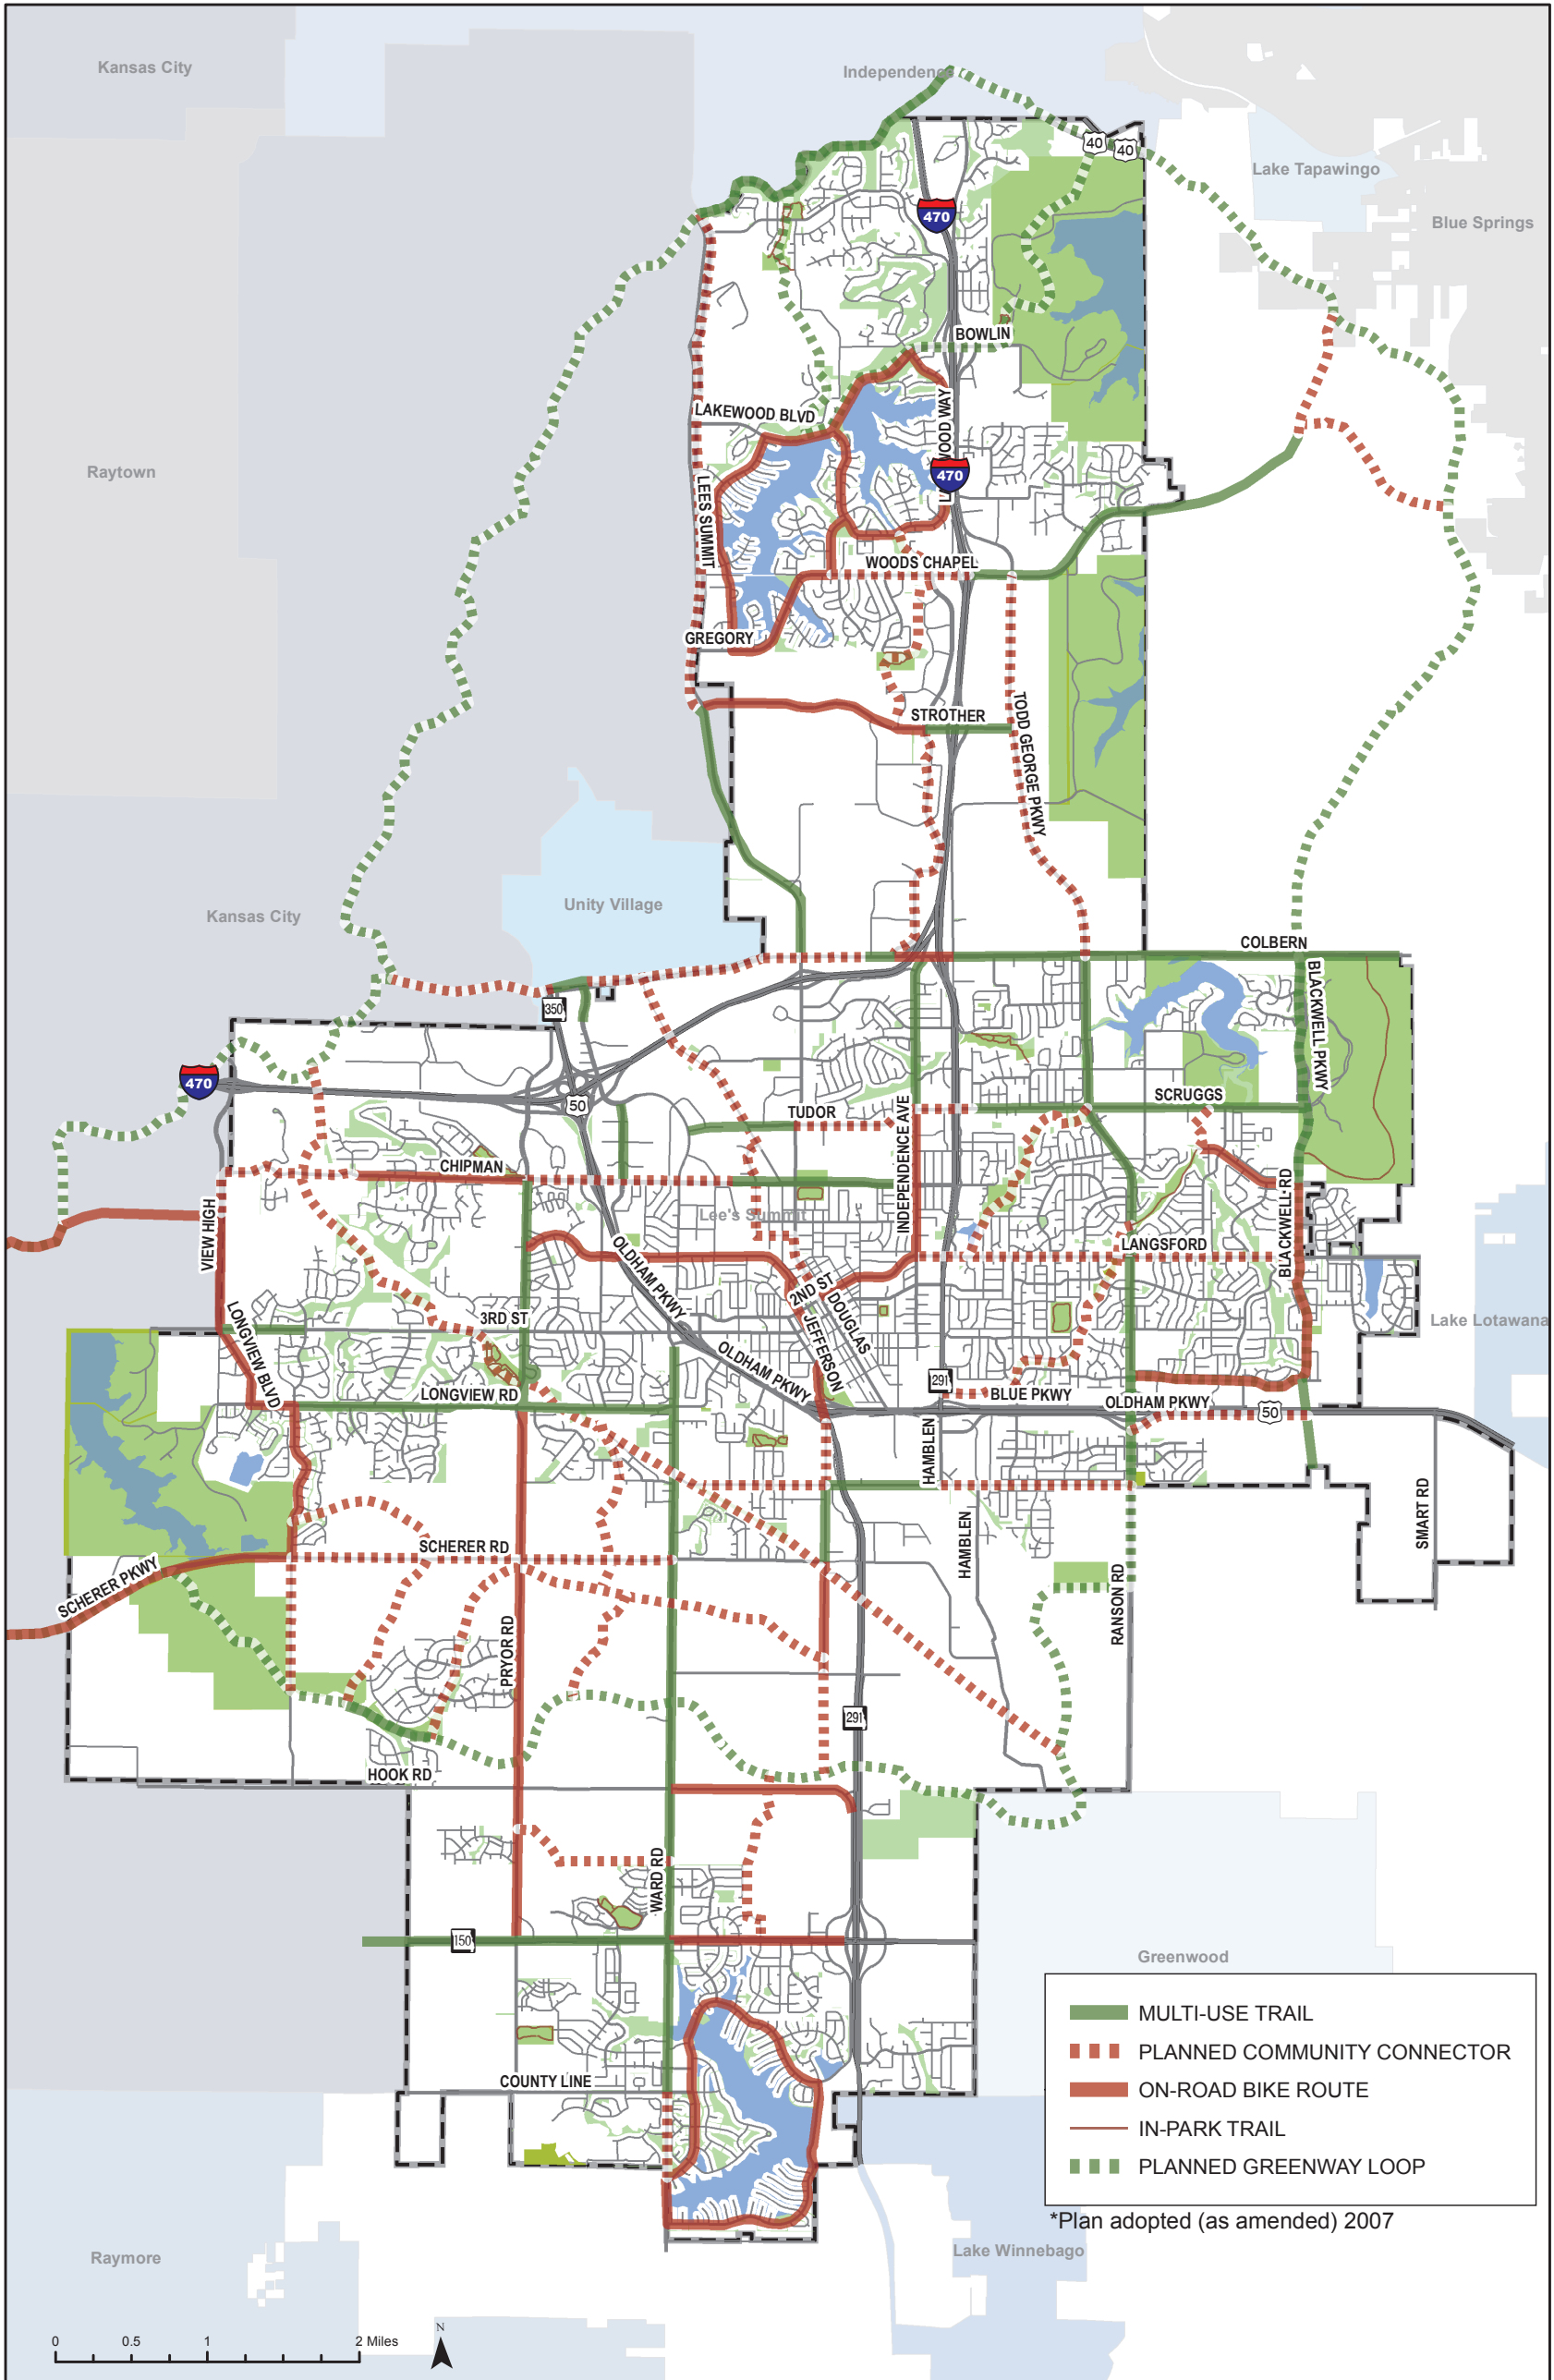 Kansas City
Independence
40
40
Lake Tapawingo
470
Blue Springs
BOWLIN
LAKEWOOD BLVD
WOOD WAY
Raytown
470
LEES SUMMIT
WOODS CHAPEL
GREGORY
STROTHER
TODD GEORGE PKWY
Unity Village
Kansas City
COLBERN
BLACKWELL PKWY
350
470
50
SCRUGGS
TUDOR
INDEPENDENCE AVE
CHIPMAN
Lee's Summit
VIEW HIGH
BLACKWELL RD
LANGSFORD
OLDHAM PKWY
2ND ST
DOUGLAS
LONGVIEW BLVD
3RD ST
JEFFERSON
Lake Lotawana
OLDHAM PKWY
291
LONGVIEW RD
BLUE PKWY
OLDHAM PKWY
50
HAMBLEN
SMART RD
SCHERER RD
HAMBLEN
SCHERER PKWY
RANSON RD
PRYOR RD
291
HOOK RD
WARD RD
150
Greenwood
MULTI-USE TRAIL
PLANNED COMMUNITY CONNECTOR
ON-ROAD BIKE ROUTE
IN-PARK TRAIL
PLANNED GREENWAY LOOP
COUNTY LINE
*Plan adopted (as amended) 2007
Raymore
Lake Winnebago
0 0.5 1 2 Miles
N